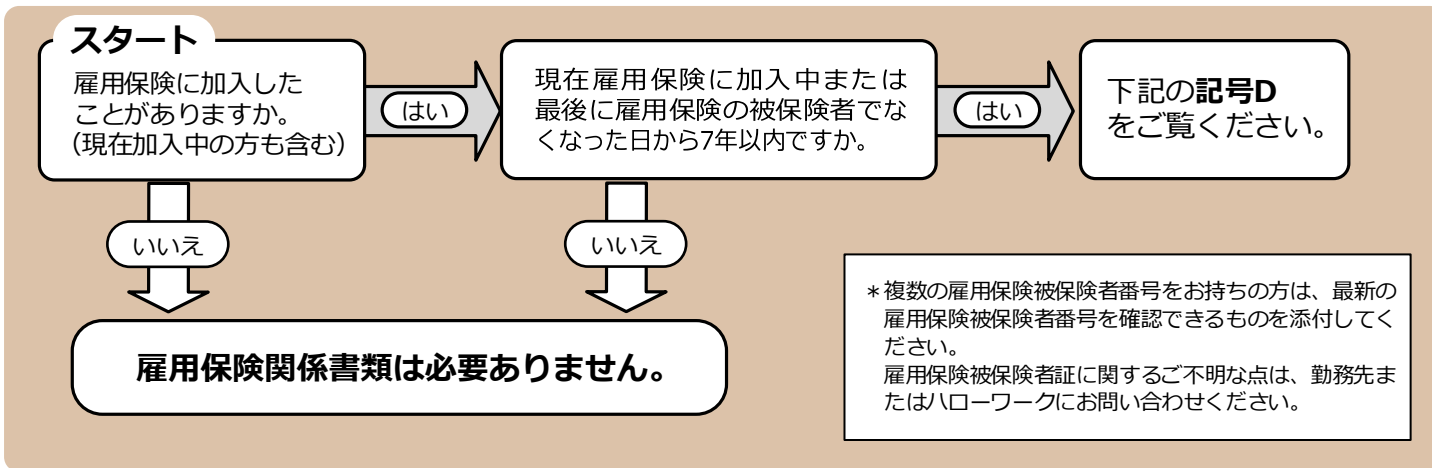 スタート
雇用保険に加入した
ことがありますか。
（現在加入中の方も含む）
はい
現在雇用保険に加入中または
最後に雇用保険の被保険者でな
くなった日から7年以内ですか。
はい
下記の記号D
をご覧ください。
いいえ
いいえ
雇用保険関係書類は必要ありません。
＊複数の雇用保険被保険者番号をお持ちの方は、最新の
雇用保険被保険者番号を確認できるものを添付してく
ださい。
雇用保険被保険者証に関するご不明な点は、勤務先ま
たはハローワークにお問い合わせください。